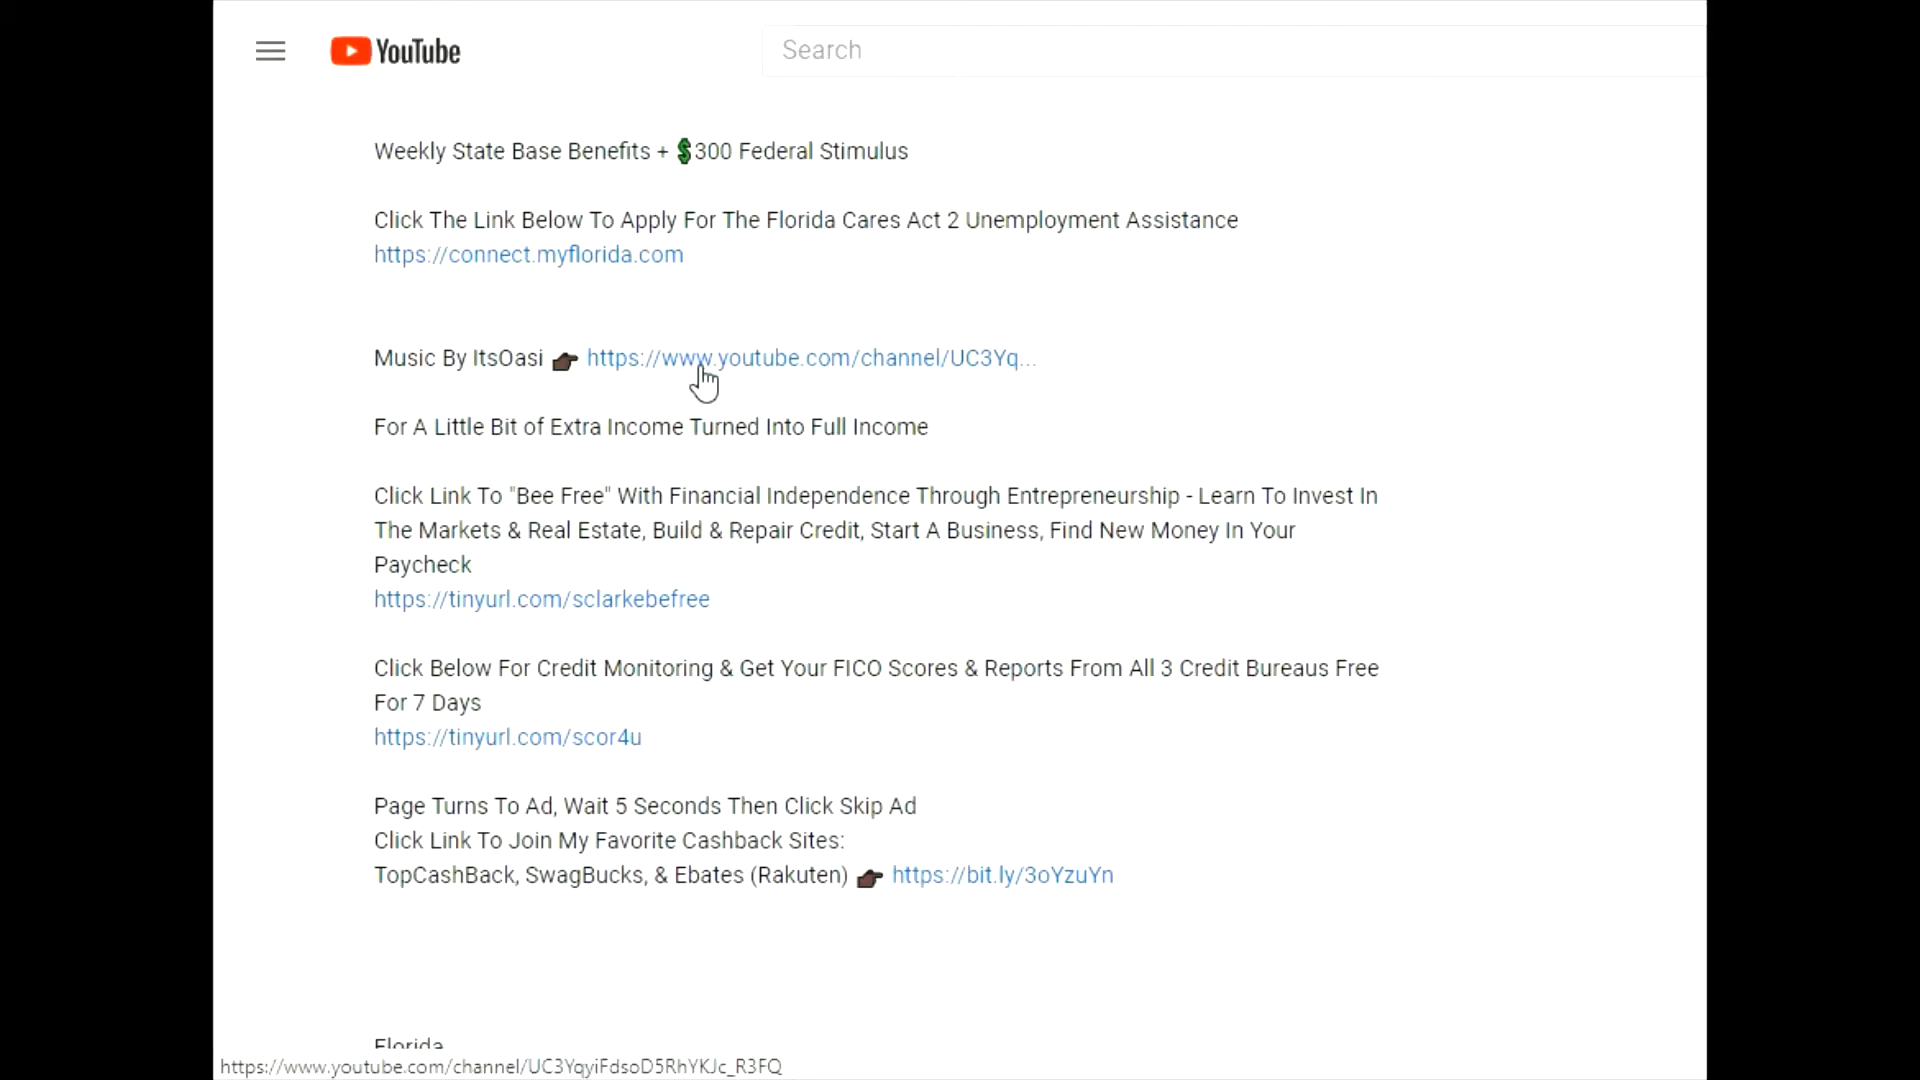 YouTube
Search
Weekly State Base Benefits + 💲300 Federal Stimulus
Click The Link Below To Apply For The Florida Cares Act 2 Unemployment Assistance
https://connect.myflorida.com
Music By ItsOasi 👉🏿 https://www.youtube.com/channel/UC3Yq...
For A Little Bit of Extra Income Turned Into Full Income
Click Link To "Bee Free" With Financial Independence Through Entrepreneurship - Learn To Invest In
The Markets & Real Estate, Build & Repair Credit, Start A Business, Find New Money In Your
Paycheck
https://tinyurl.com/sclarkebefree
Click Below For Credit Monitoring & Get Your FICO Scores & Reports From All 3 Credit Bureaus Free
For 7 Days
https://tinyurl.com/scor4u
Page Turns To Ad, Wait 5 Seconds Then Click Skip Ad
Click Link To Join My Favorite Cashback Sites:
TopCashBack, SwagBucks, & Ebates (Rakuten) 👉🏿 https://bit.ly/3oYzuYn
Florida
https://www.youtube.com/channel/UC3YqyiFdsoD5RhYKJc_R3FQ